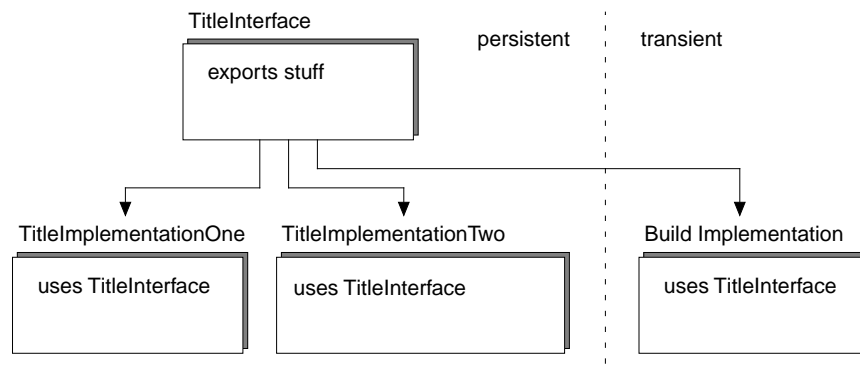 TitleInterface
persistent
transient
exports stuff
TitleImplementationOne
TitleImplementationTwo
Build Implementation
uses TitleInterface
uses TitleInterface
uses TitleInterface